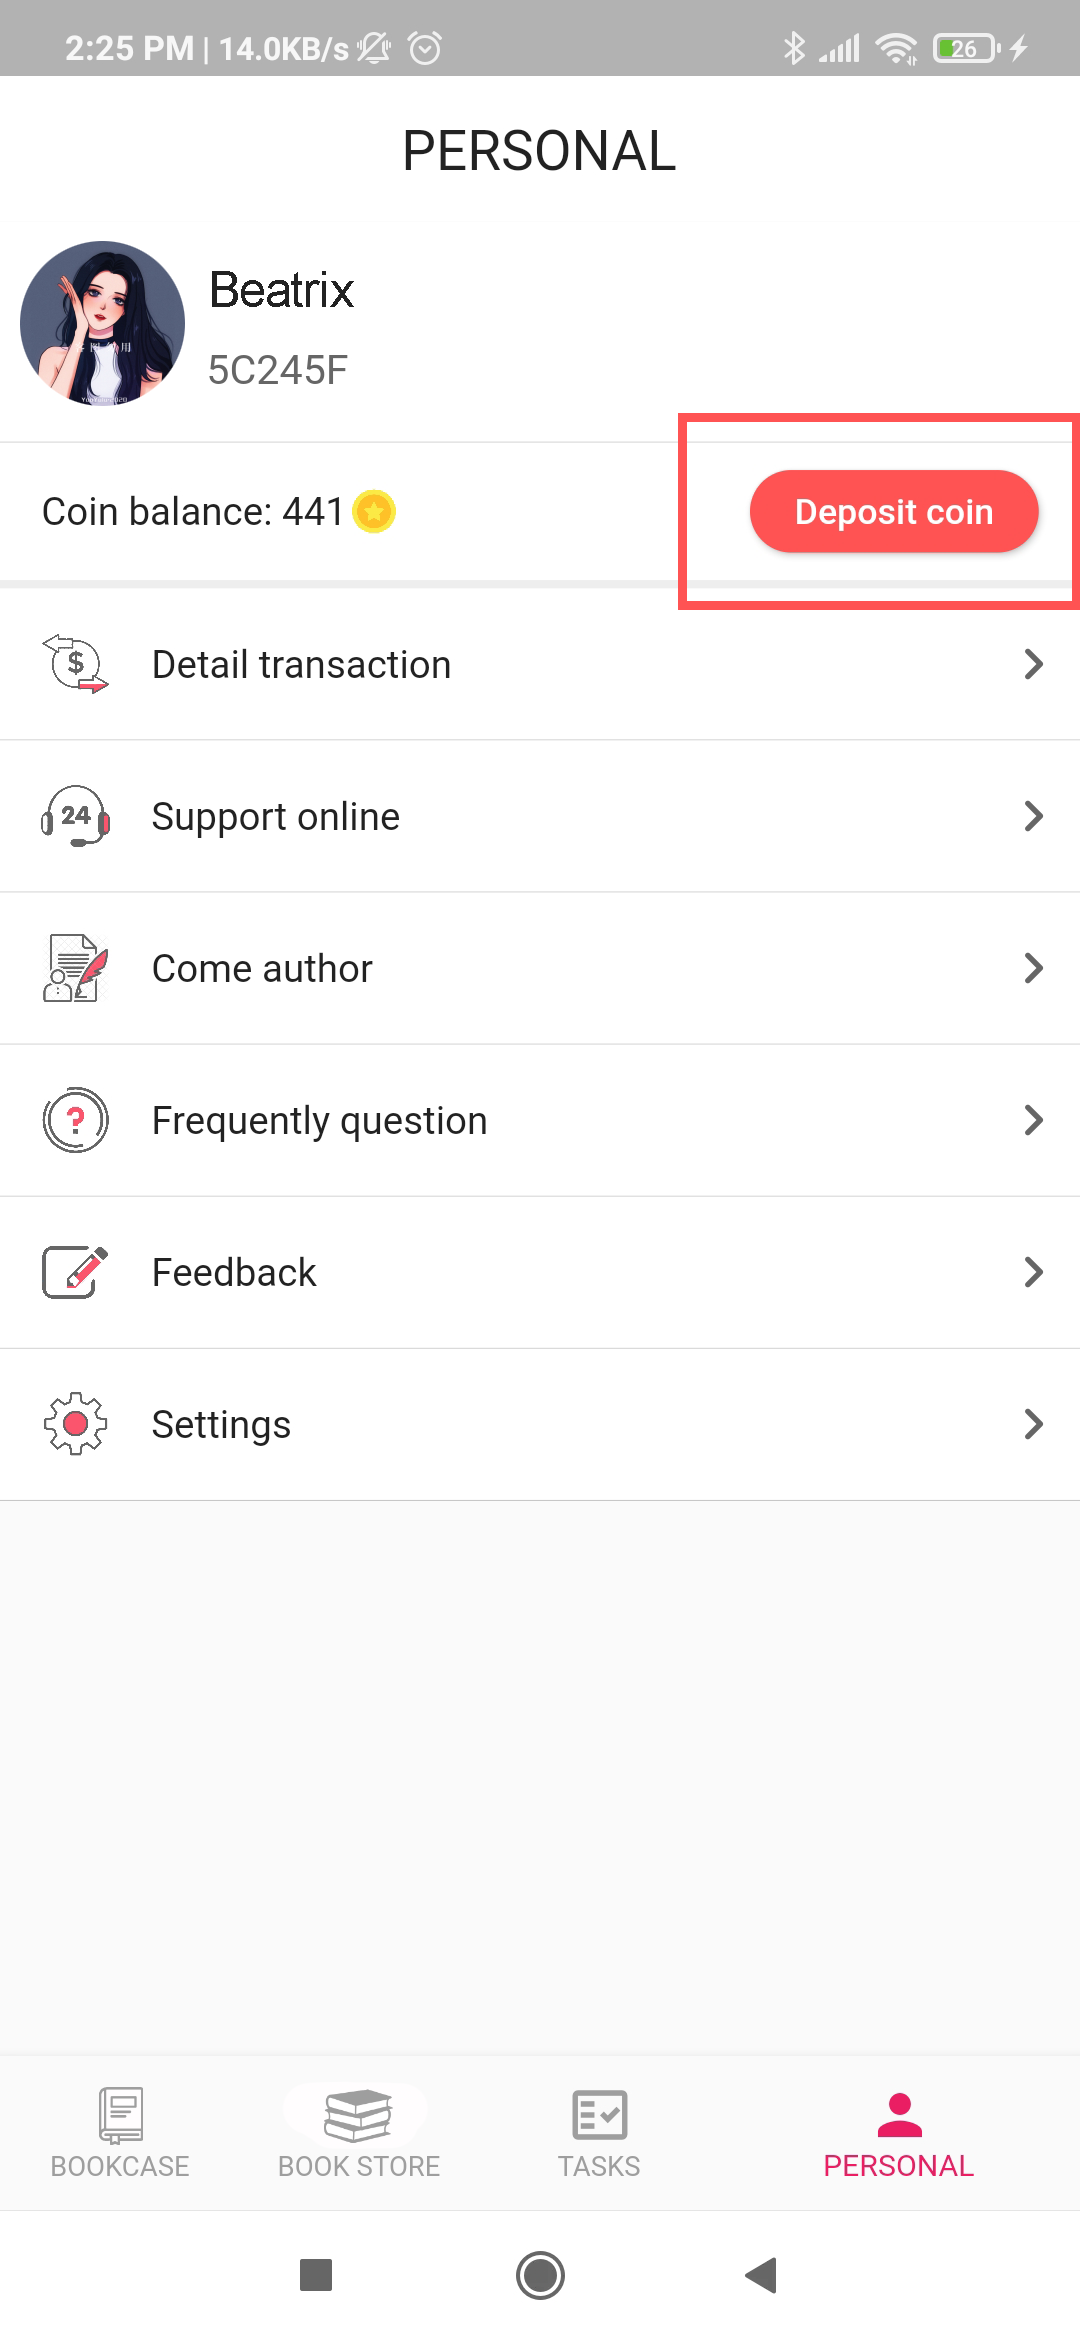 2:25 PM | 14.0KB/s
26
PERSONAL
Beatrix
5C245F
Coin balance: 441
Deposit coin
$
Detail transaction
24
Support online
Come author
?
Frequently question
Feedback
Settings
BOOKCASE
BOOK STORE
TASKS
PERSONAL